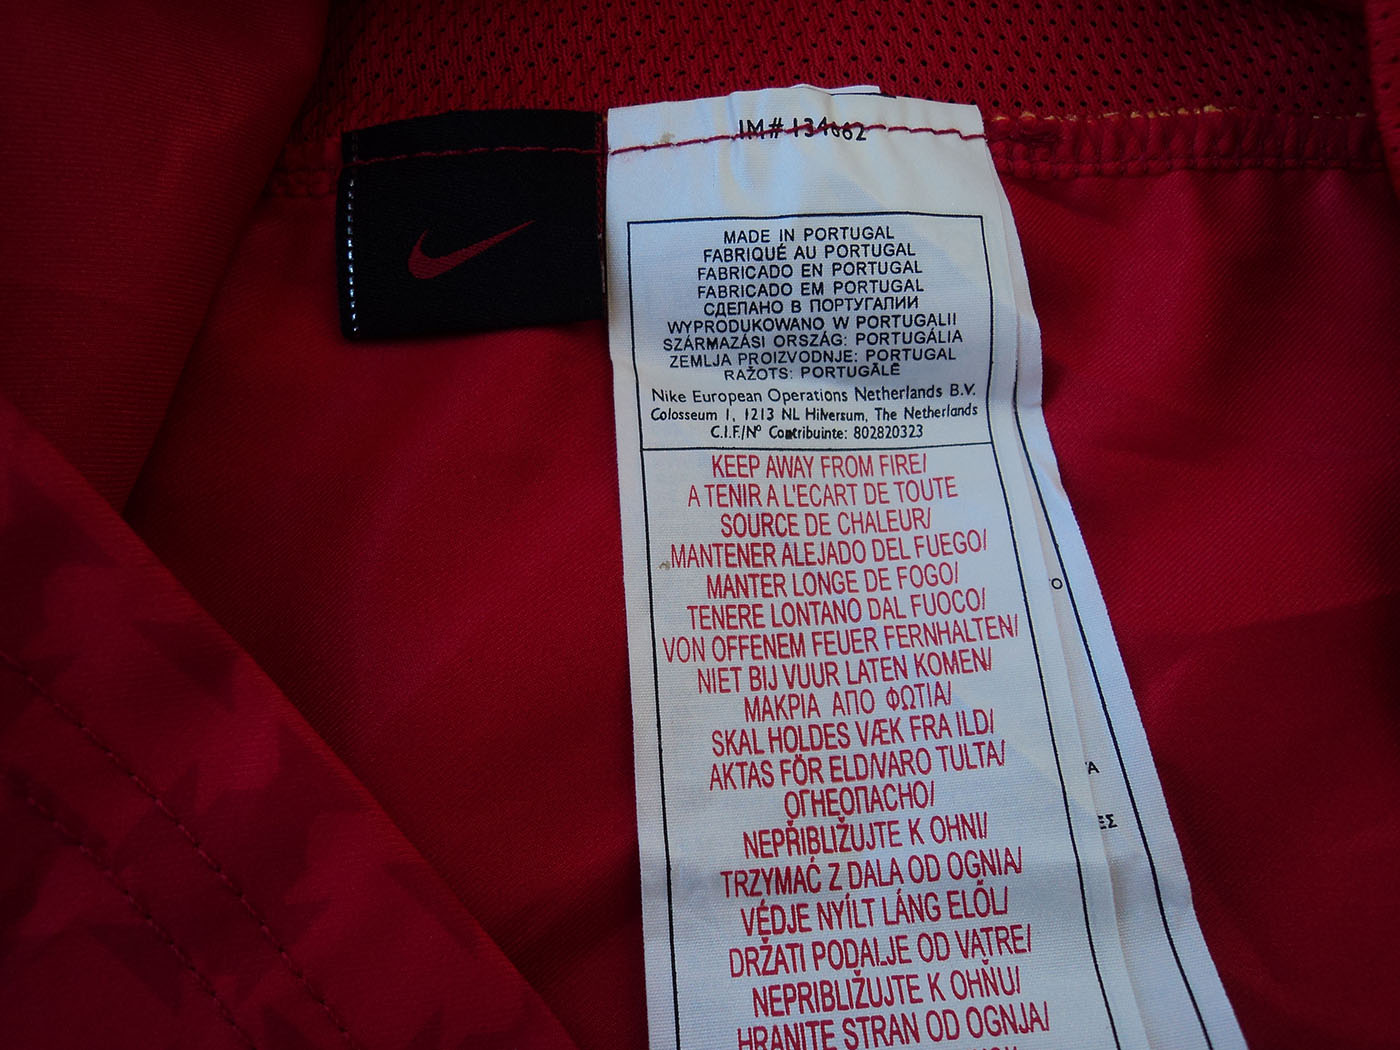 IM# 134662
MADE IN PORTUGAL
FABRIQUÉ AU PORTUGAL
FABRICADO EN PORTUGAL
FABRICADO EM PORTUGAL
СДЕПАНО В ПОРТУГАПИИ
WYPRODUKOWANO W PORTUGALII
SZÁRMAZÁSI ORSZÁG: PORTUGÁLIA
ZEMLJA PROIZVODNJE: PORTUGAL
RAŽOTS: PORTUGĀLĒ
Nike European Operations Netherlands B.V.
Colosseum 1, 1213 NL Hilversum, The Netherlands
C.I.F./Nº Contribuinte: 802820323
KEEP AWAY FROM FIRE/
A TENIR A L'ECART DE TOUTE
SOURCE DE CHALEUR/
MANTENER ALEJADO DEL FUEGO/
MANTER LONGE DE FOGO/
TENERE LONTANO DAL FUOCO/
VON OFFENEM FEUER FERNHALTEN/
NIET BIJ VUUR LATEN KOMEN/
ΜΑΚΡΙΑ ΑΠΟ ΦΩΤΙΑ/
SKAL HOLDES VÆK FRA ILD/
AKTAS FÖR ELD/VARO TULTA/
ОГНЕОПАСНО/
NEPŘIBLIŽUJTE K OHNI/
TRZYMAĆ Z DALA OD OGNIA/
VÉDJE NYÍLT LÁNG ELŐL/
DRŽATI PODALJE OD VATRE/
NEPRIBLIŽUJTE K OHŇU/
HRANITE STRAN OD OGNJA/